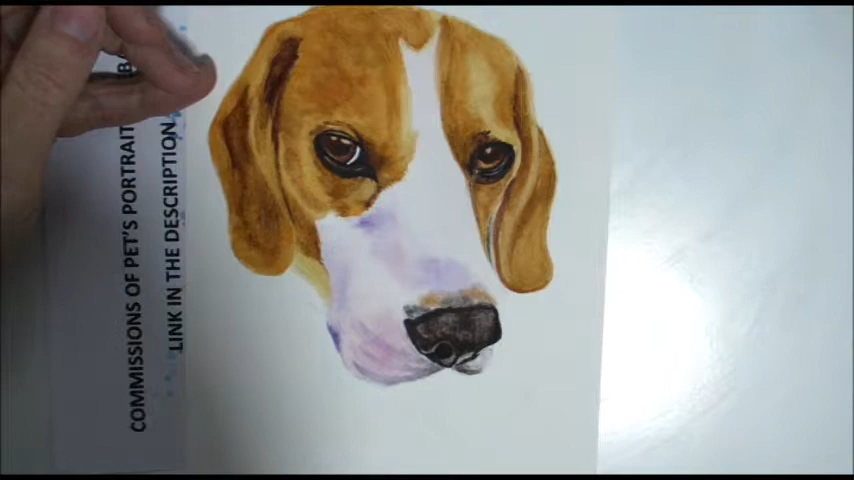 COMMISSIONS OF PET'S PORTRAIT
LINK IN THE DESCRIPTION